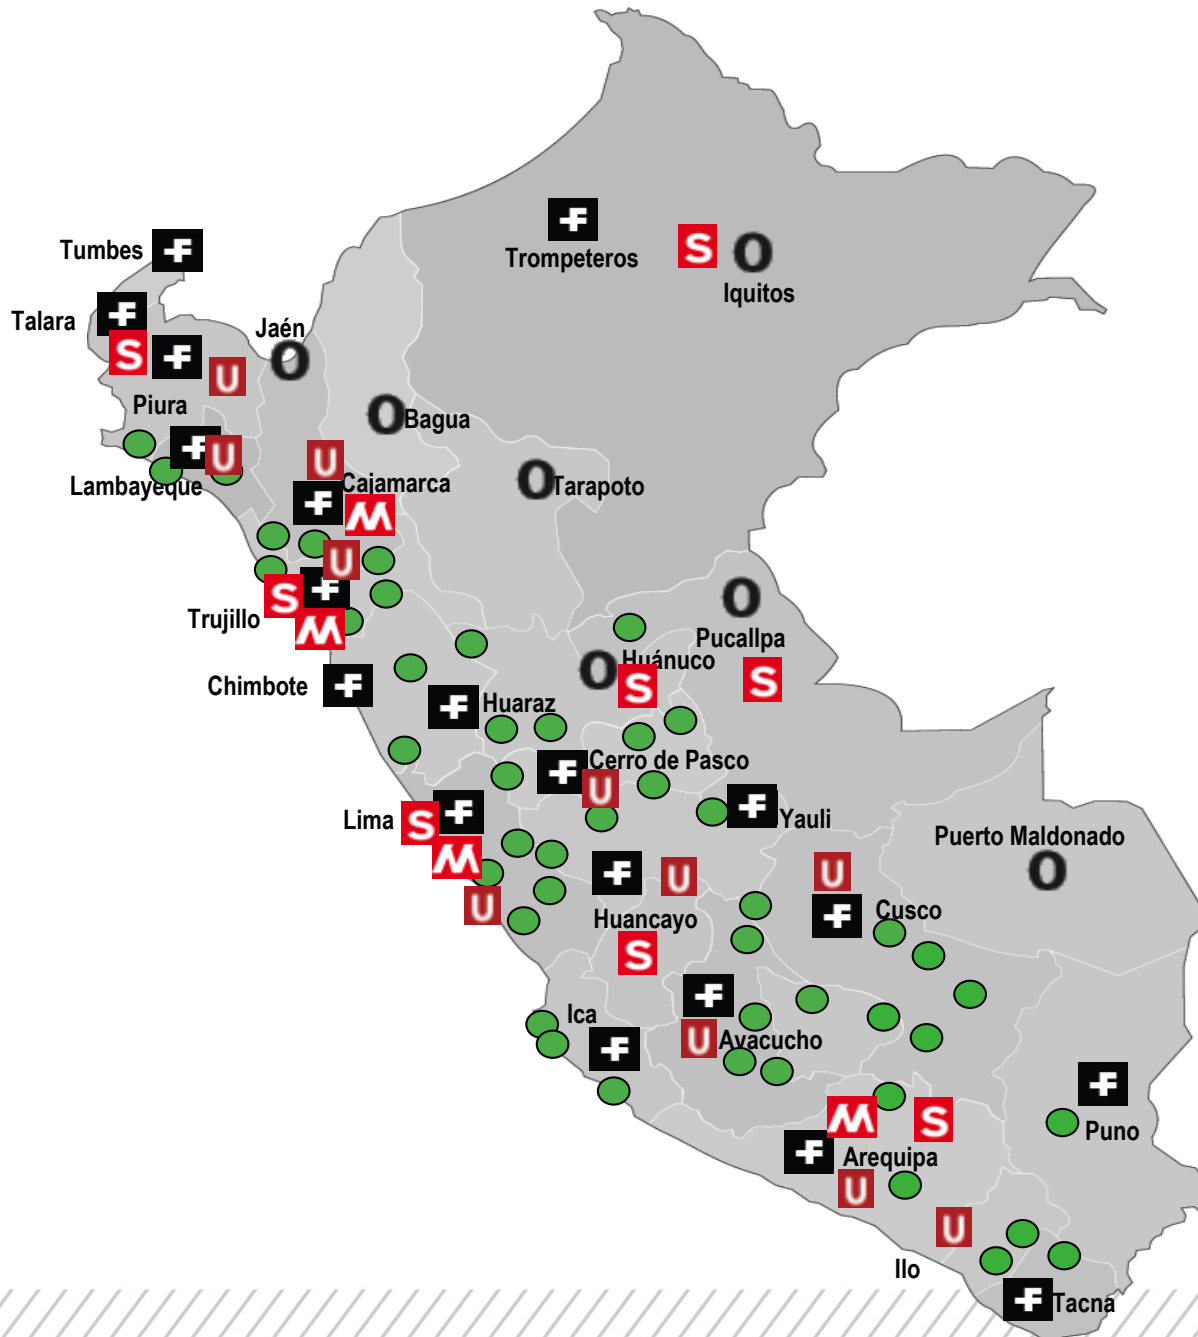 Tumbes
Trompeteros
S
O
Iquitos
Talara
Jaén
S
U
O
Piura
O Bagua
U
Lambayeque
U
Cajamarca
O Tarapoto
M
U
S
Trujillo
M
O
Pucallpa
O Huánuco
S
S
Chimbote
Huaraz
Cerro de Pasco
U
Lima
S
M
Yauli
Puerto Maldonado
O
U
U
U
Huancayo
Cusco
S
Ica
U
Ayacucho
M
S
Puno
Arequipa
U
U
Ilo
Tacna